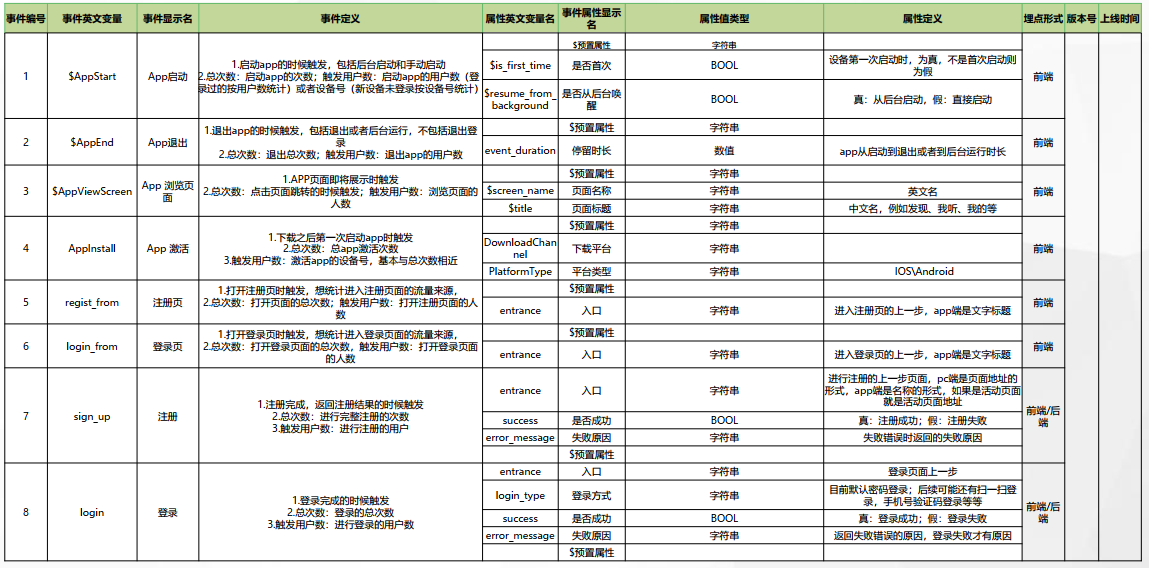 事件编号 事件英文变量 事件显示名 事件定义 属性英文变量名 事件属性显示名 属性值类型 属性定义 埋点形式 版本号 上线时间
1 $AppStart App启动
1.启动app的时候触发，包括后台启动和手动启动
2.总次数：启动app的次数；触发用户数：启动app的用户数（登
录过的按用户数统计）或者设备号（新设备未登录按设备号统计）
$预置属性 字符串
$is_first_time 是否首次 BOOL 设备第一次启动时，为真，不是首次启动则
为假
$resume_from_
background 是否从后台唤
醒 BOOL 真：从后台启动，假：直接启动
前端
2 $AppEnd App退出
1.退出app的时候触发，包括退出或者后台运行，不包括退出登
录
2.总次数：退出总次数；触发用户数：退出app的用户数
$预置属性 字符串
event_duration 停留时长 数值 app从启动到退出或者到后台运行时长
前端
3 $AppViewScreen App 浏览页
面
1.APP页面即将展示时触发
2.总次数：点击页面跳转的时候触发；触发用户数：浏览页面的
人数
$预置属性 字符串
$screen_name 页面名称 字符串 英文名
$title 页面标题 字符串 中文名，例如发现、我听、我的等
前端
4 AppInstall App 激活
1.下载之后第一次启动app时触发
2.总次数：总app激活次数
3.触发用户数：激活app的设备号，基本与总次数相近
$预置属性 字符串
DownloadChan
nel 下载平台 字符串
PlatformType 平台类型 字符串 IOS\Android
前端
5 regist_from 注册页
1.打开注册页时触发，想统计进入注册页面的流量来源，
2.总次数：打开页面的总次数；触发用户数：打开注册页面的人
数
$预置属性
entrance 入口 字符串 进入注册页的上一步，app端是文字标题
前端
6 login_from 登录页
1.打开登录页时触发，想统计进入登录页面的流量来源，
2.总次数：打开登录页面的总次数，触发用户数：打开登录页面
的人数
$预置属性
entrance 入口 字符串 进入登录页的上一步，app端是文字标题
前端
7 sign_up 注册
1.注册完成，返回注册结果的时候触发
2.总次数：进行完整注册的次数
3.触发用户数：进行注册的用户
entrance 入口 字符串 进行注册的上一步页面，pc端是页面地址的
形式，app端是名称的形式，如果是活动页面
就是活动页面地址
success 是否成功 BOOL 真：注册成功；假：注册失败
error_message 失败原因 字符串 失败错误时返回的失败原因
$预置属性
前端/后
端
8 login 登录
1.登录完成的时候触发
2.总次数：登录的总次数
3.触发用户数：进行登录的用户数
entrance 入口 字符串 登录页面上一步
login_type 登录方式 字符串 目前默认密码登录；后续可能还有扫一扫登
录，手机号验证码登录等等
success 是否成功 BOOL 真：登录成功；假：登录失败
error_message 失败原因 字符串 返回失败错误的原因，登录失败才有原因
$预置属性
前端/后
端